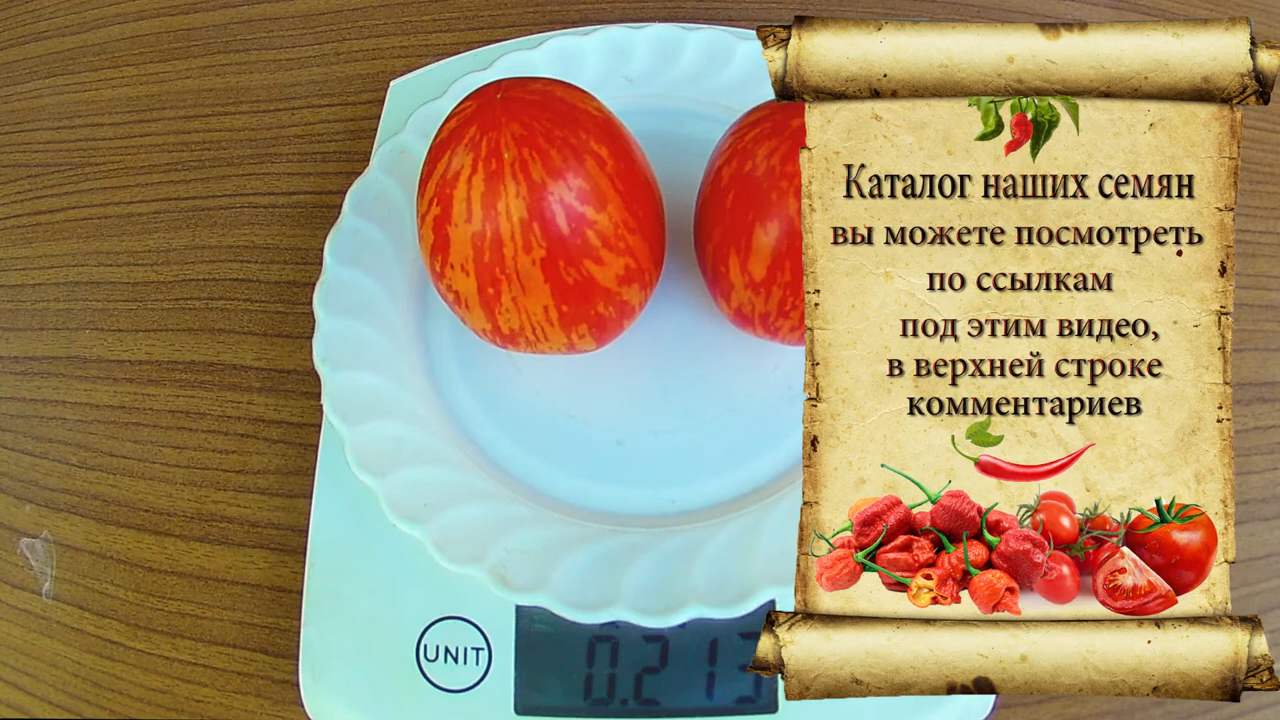 Каталог наших семян
вы можете посмотреть
по ссылкам
под этим видео,
в верхней строке
комментариев
UNIT
0.213